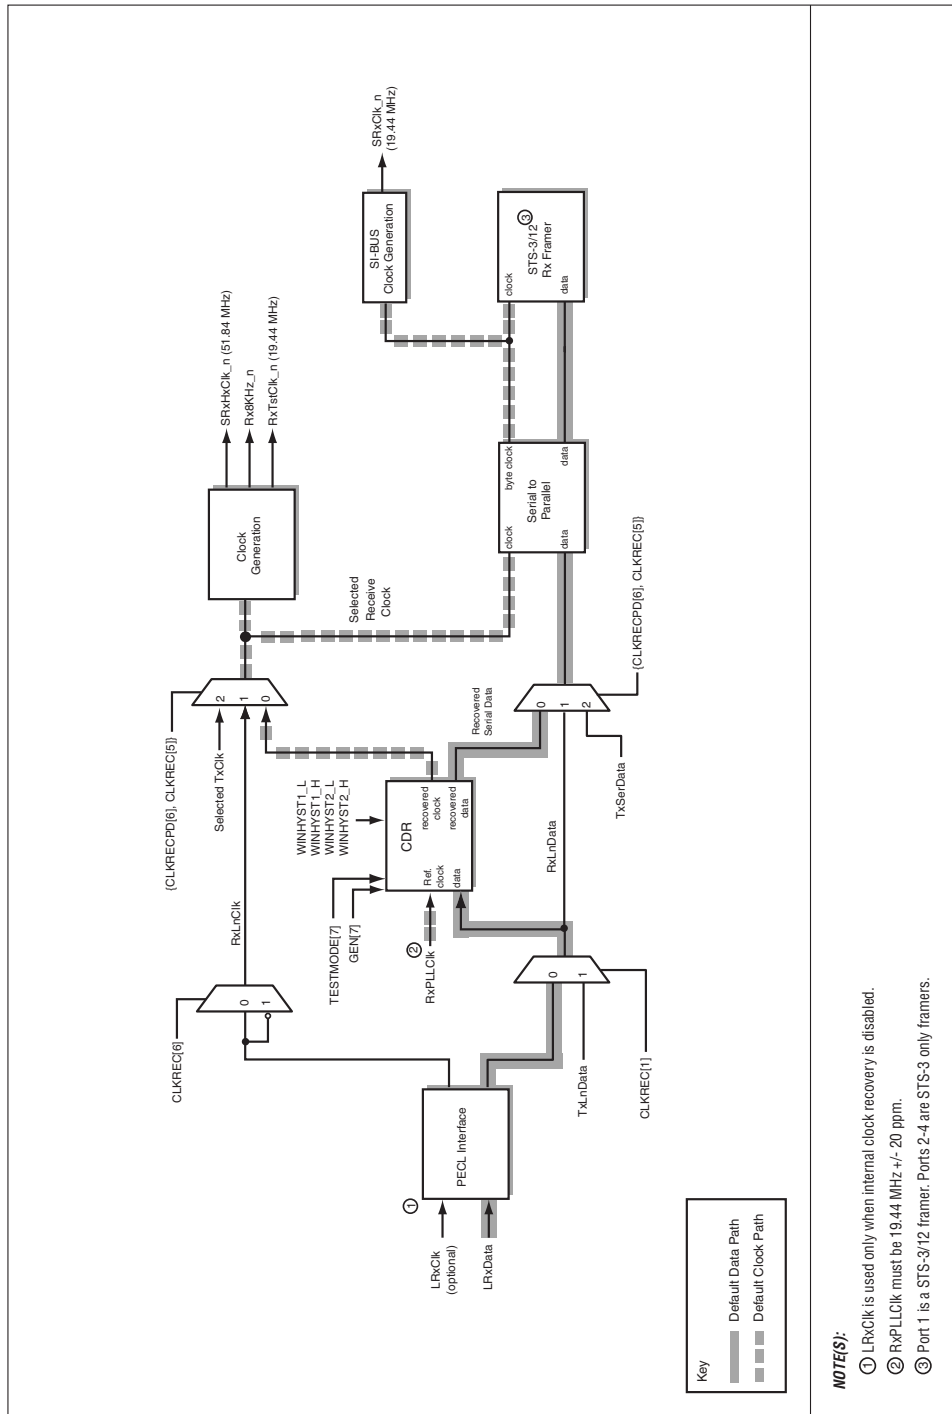 SRxClk_n
(19.44 MHz)
SI-BUS
Clock Generation
clock
STS-3/12 3
Rx Framer
data
SRxHxClk_n (51.84 MHz)
Rx8KHz_n
RxTstClk_n (19.44 MHz)
Clock
Generation
Selected
Receive
Clock
clock
byte clock
Serial to
Parallel
data
data
{CLKRECPD[6], CLKREC[5]}
Selected TxClk
2
1
0
RxLnClk
CLKREC[6]
0
1
WINHYST1_L
WINHYST1_H
WINHYST2_L
WINHYST2_H
TESTMODE[7]
GEN[7]
2
RxPLLClk
CDR
Ref.
clock
data
recovered
clock
recovered
data
Recovered
Serial Data
0
1
2
{CLKRECPD[6], CLKREC[5]}
TxSerData
RxLnData
0
1
TxLnData
CLKREC[1]
1
PECL Interface
LRxClk
(optional)
LRxData
Key
Default Data Path
Default Clock Path
NOTE(S):
1 LRxClk is used only when internal clock recovery is disabled.
2 RxPLLClk must be 19.44 MHz +/- 20 ppm.
3 Port 1 is a STS-3/12 framer. Ports 2-4 are STS-3 only framers.